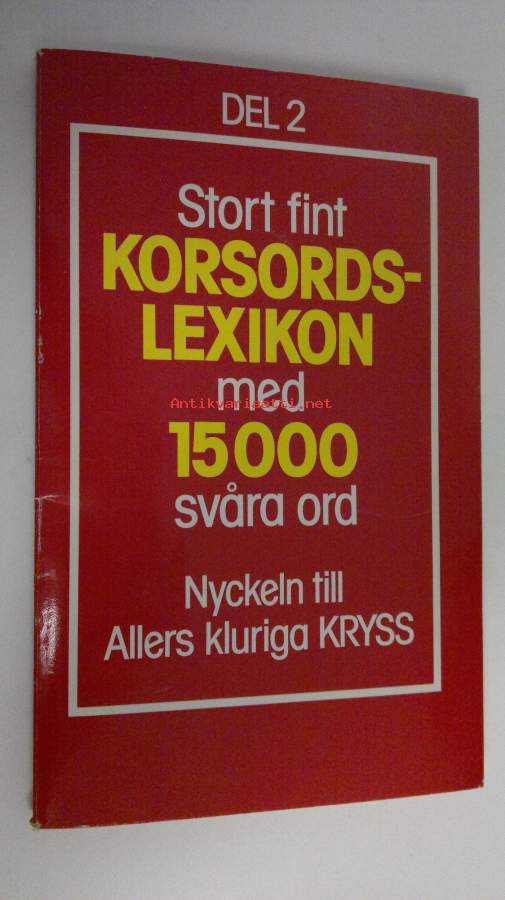 DEL 2
Stort fint
KORSORDS-
LEXIKON
med
Antikvariaatti.net
15000
svåra ord
Nyckeln till
Allers kluriga KRYSS